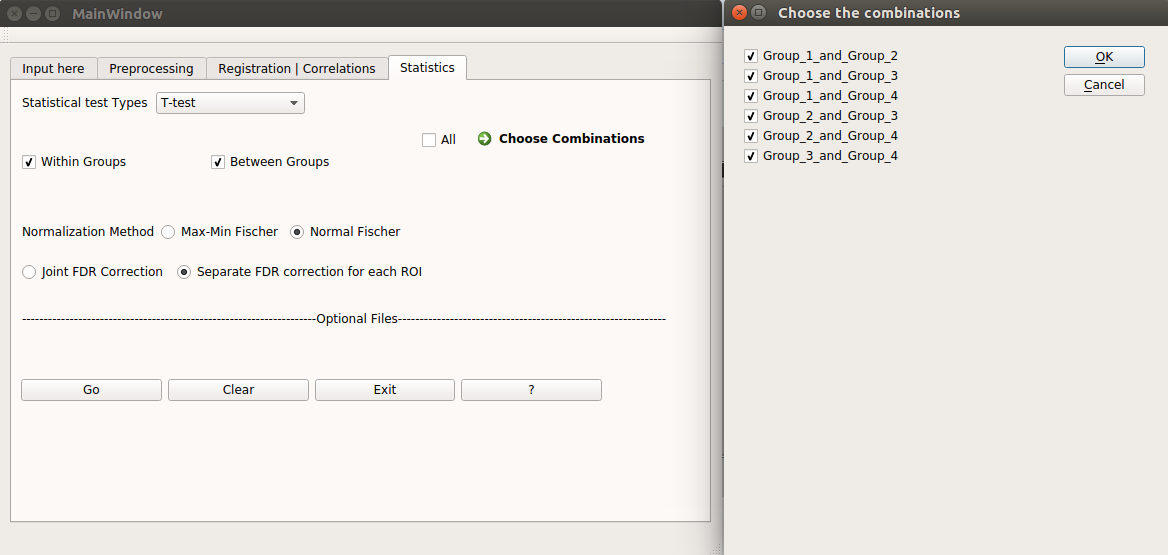 MainWindow
Input here Preprocessing Registration | Correlations Statistics
Statistical test Types T-test
All Choose Combinations
Within Groups Between Groups
Normalization Method Max-Min Fischer Normal Fischer
Joint FDR Correction Separate FDR correction for each ROI
--------------------------------------------------------------------Optional Files--------------------------------------------------------------
Go Clear Exit ?
Choose the combinations
Group_1_and_Group_2
Group_1_and_Group_3
Group_1_and_Group_4
Group_2_and_Group_3
Group_2_and_Group_4
Group_3_and_Group_4
OK
Cancel